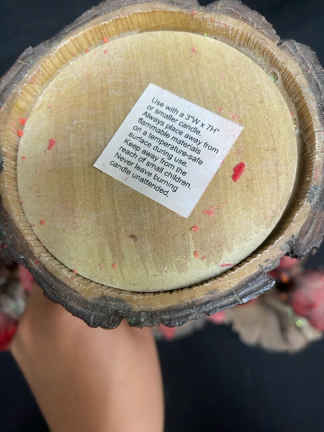 Use with a 3"W x 7H"
or smaller candle.
Always place away from
flammable materials
on a temperature-safe
surface during use.
Keep away from the
reach of small children.
Never leave burning
candle unattended.